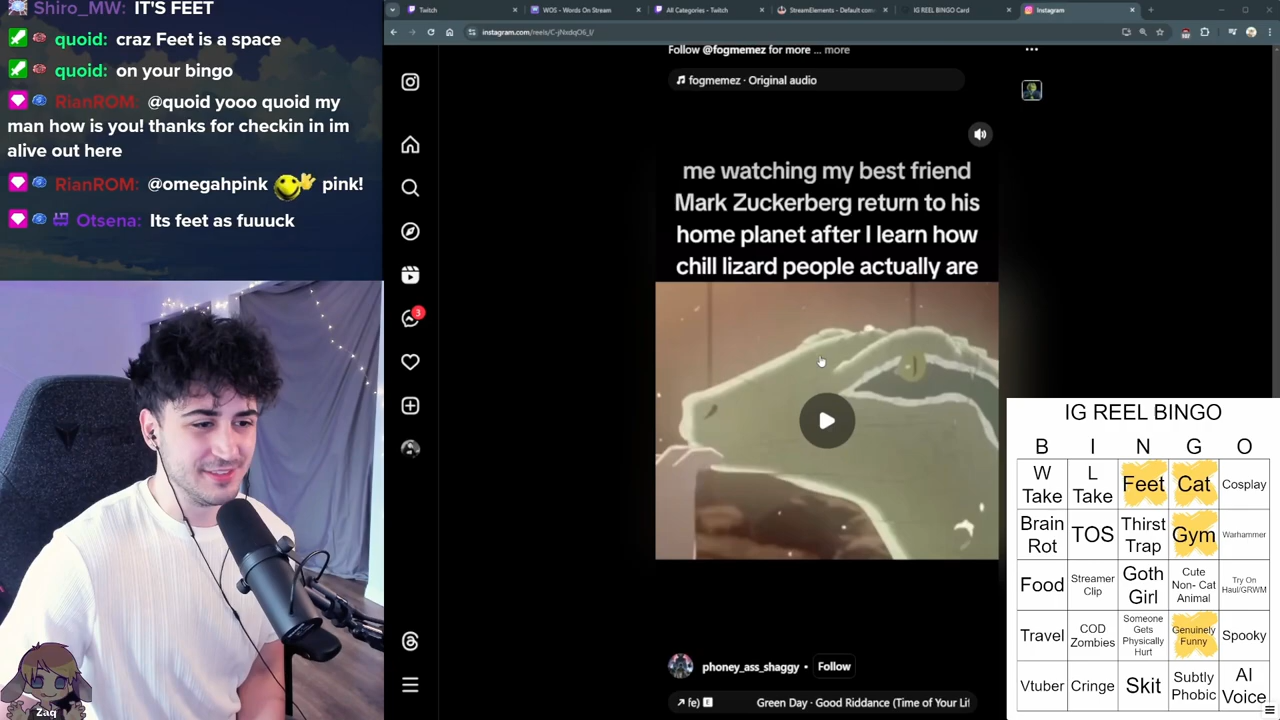 Shiro_MW: IT'S FEET
quoid: craz Feet is a space
quoid: on your bingo
RianROM: @quoid yooo quoid my
man how is you! thanks for checkin in im
alive out here
RianROM: @omegahpink pink!
Otsena: Its feet as fuuuck
Zaq
Twitch
WOS - Words On Stream
All Categories - Twitch
StreamElements - Default com
IG REEL BINGO Card
Instagram
instagram.com/reels/C-jNxdqO6_I/
3
Follow @fogmemez for more ... more
fogmemez · Original audio
me watching my best friend
Mark Zuckerberg return to his
home planet after I learn how
chill lizard people actually are
phoney_ass_shaggy •
Follow
fe) E Green Day · Good Riddance (Time of Your Lif
IG REEL BINGO
B I N G O
W Take
L Take
Feet
Cat
Cosplay
Brain Rot
TOS
Thirst Trap
Gym
Warhammer
Food
Streamer Clip
Goth Girl
Cute Non- Cat Animal
Try On Haul/GRWM
Travel
COD Zombies
Someone Gets Physically Hurt
Genuinely Funny
Spooky
Vtuber
Cringe
Skit
Subtly Phobic
AI Voice